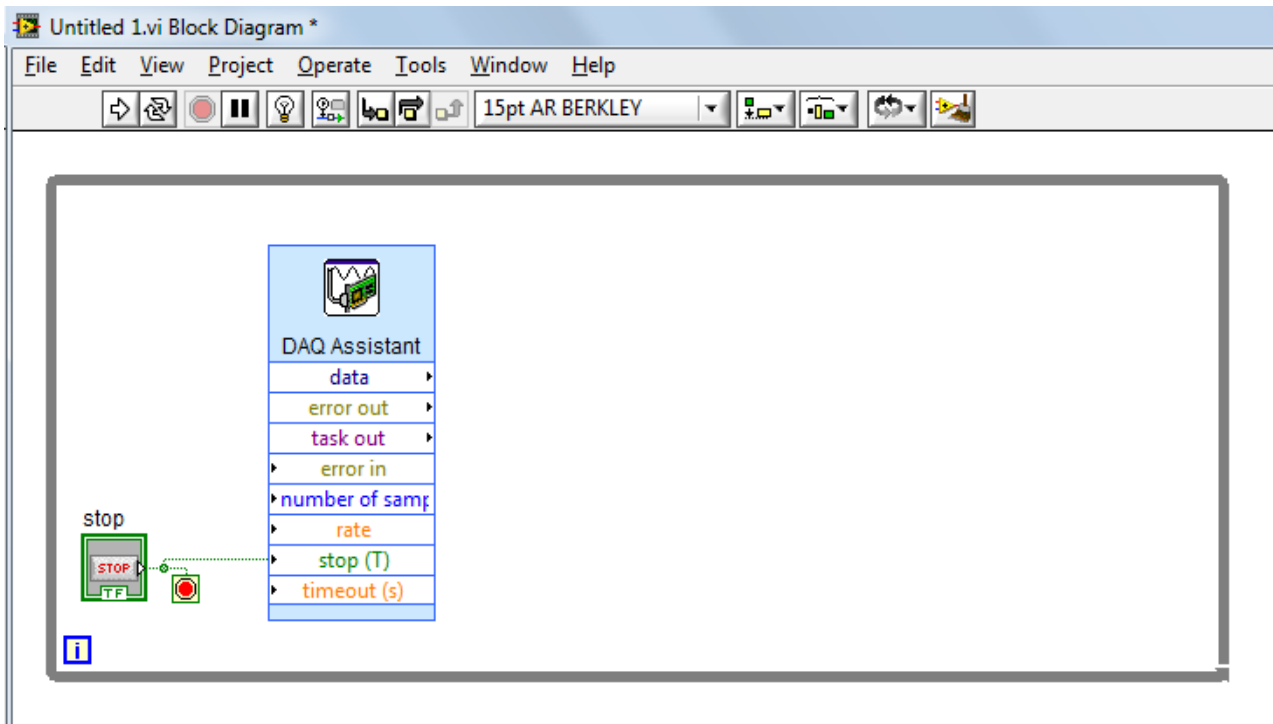 Untitled 1.vi Block Diagram *
File Edit View Project Operate Tools Window Help
15pt AR BERKLEY
DAQ Assistant
data
error out
task out
error in
number of samp
rate
stop (T)
timeout (s)
stop
STOP
TF
i